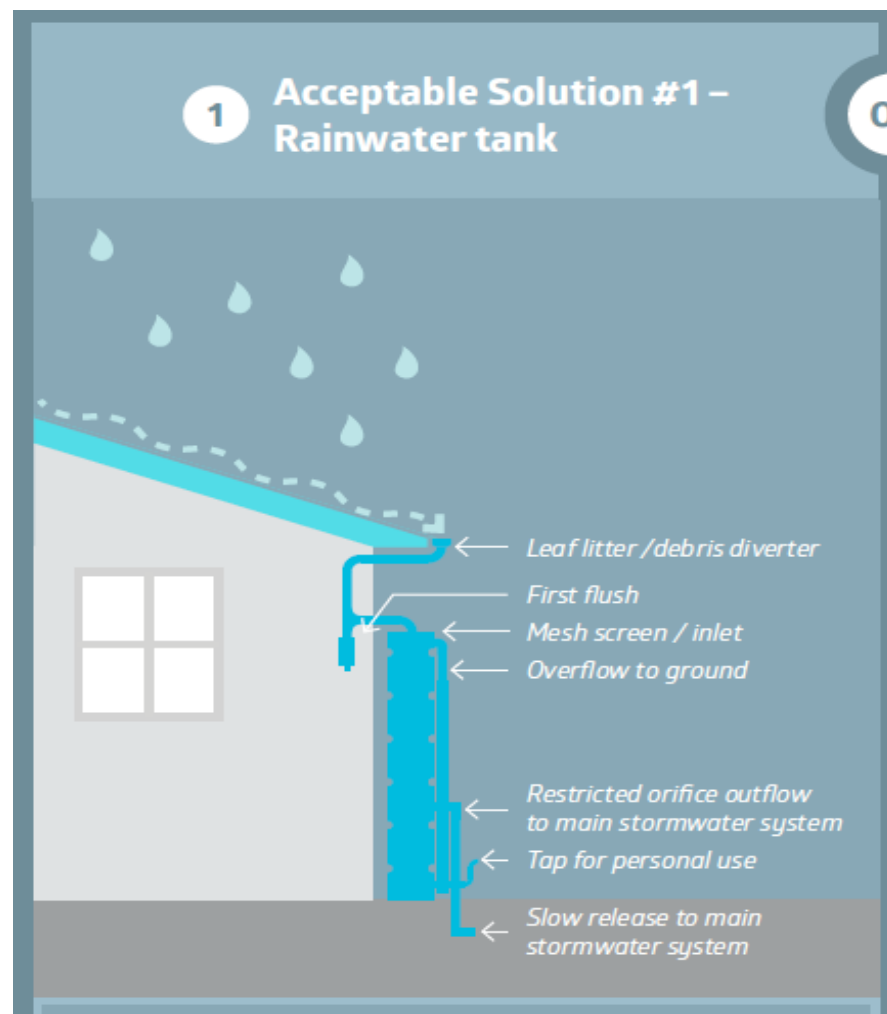 1
Acceptable Solution #1 –
Rainwater tank
Leaf litter /debris diverter
First flush
Mesh screen / inlet
Overflow to ground
Restricted orifice outflow
to main stormwater system
Tap for personal use
Slow release to main
stormwater system